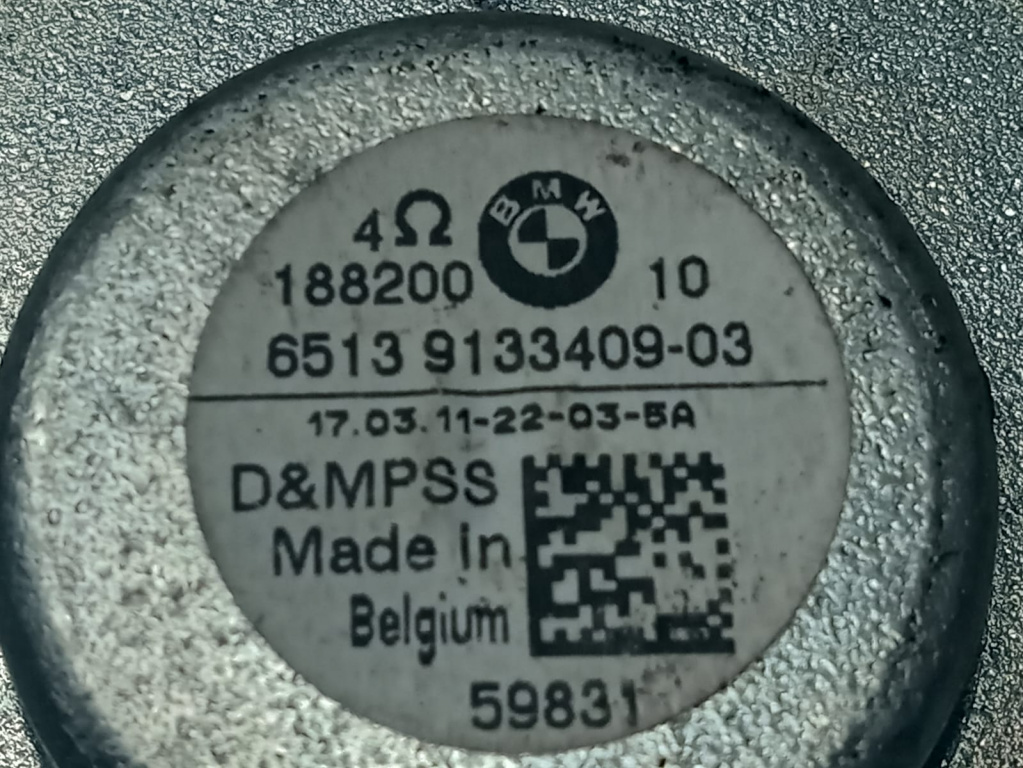 4Ω
BMW
188200 10
6513 9133409-03
17.03.11-22-03-5A
D&MPSS
Made in
Belgium
59831